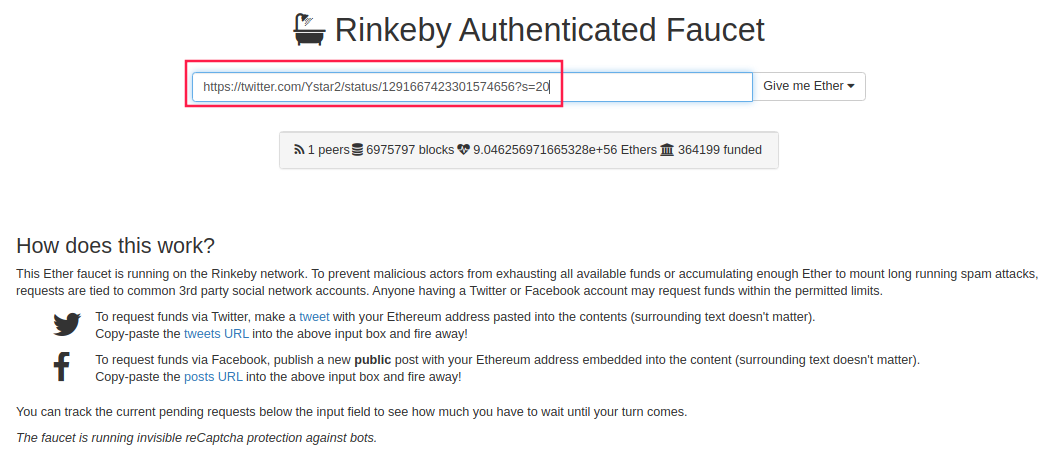 Rinkeby Authenticated Faucet
https://twitter.com/Ystar2/status/1291667423301574656?s=20
Give me Ether
1 peers 6975797 blocks 9.046256971665328e+56 Ethers 364199 funded
How does this work?
This Ether faucet is running on the Rinkeby network. To prevent malicious actors from exhausting all available funds or accumulating enough Ether to mount long running spam attacks,
requests are tied to common 3rd party social network accounts. Anyone having a Twitter or Facebook account may request funds within the permitted limits.
To request funds via Twitter, make a tweet with your Ethereum address pasted into the contents (surrounding text doesn't matter).
Copy-paste the tweets URL into the above input box and fire away!
To request funds via Facebook, publish a new public post with your Ethereum address embedded into the content (surrounding text doesn't matter).
Copy-paste the posts URL into the above input box and fire away!
You can track the current pending requests below the input field to see how much you have to wait until your turn comes.
The faucet is running invisible reCaptcha protection against bots.